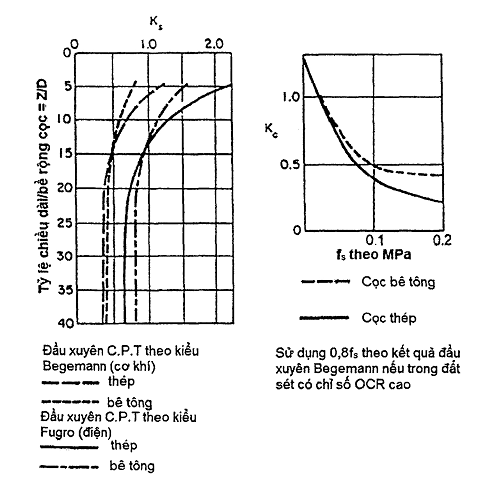 Ks
0 1.0 2.0
0
5
10
15
20
25
30
35
40
Tỷ lệ chiều dài/bè rộng cọc = Z/D
Đầu xuyên C.P.T theo kiểu
Begemann (cơ khí)
thép
bê tông
Đầu xuyên C.P.T theo kiểu
Fugro (điện)
thép
bê tông
1.0
Kc
0.5
0
0 0.1 0.2
fs theo MPa
Cọc bê tông
Cọc thép
Sử dụng 0,8fs theo kết quả đầu
xuyên Begemann nếu trong đất
sét có chỉ số OCR cao